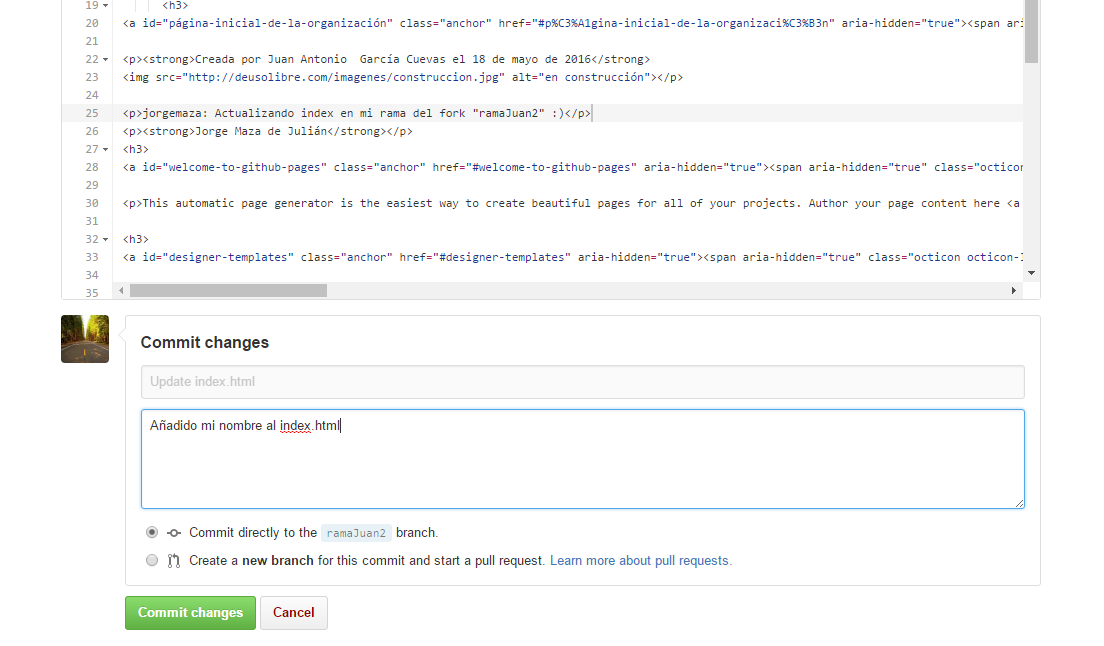 19 <h3>
20 <a id="página-inicial-de-la-organización" class="anchor" href="#p%C3%A1gina-inicial-de-la-organizaci%C3%B3n" aria-hidden="true"><span ari
21
22 <p><strong>Creada por Juan Antonio  García Cuevas el 18 de mayo de 2016</strong>
23 <img src="http://deusolibre.com/imagenes/construccion.jpg" alt="en construcción"></p>
24
25 <p>jorgemaza: Actualizando index en mi rama del fork "ramaJuan2" :)</p>
26 <p><strong>Jorge Maza de Julián</strong></p>
27 <h3>
28 <a id="welcome-to-github-pages" class="anchor" href="#welcome-to-github-pages" aria-hidden="true"><span aria-hidden="true" class="octicon
29
30 <p>This automatic page generator is the easiest way to create beautiful pages for all of your projects. Author your page content here <a
31
32 <h3>
33 <a id="designer-templates" class="anchor" href="#designer-templates" aria-hidden="true"><span aria-hidden="true" class="octicon octicon-l
34
35
Commit changes
Update index.html
Añadido mi nombre al index.html
Commit directly to the ramaJuan2 branch.
Create a new branch for this commit and start a pull request. Learn more about pull requests.
Commit changes Cancel